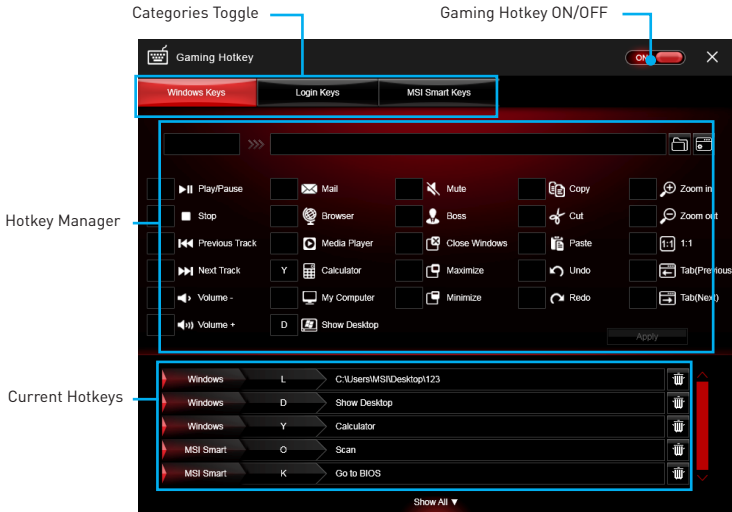 Categories Toggle
Gaming Hotkey ON/OFF
Gaming Hotkey
ON
Windows Keys
Login Keys
MSI Smart Keys
>>>
Hotkey Manager
Play/Pause
Mail
Mute
Copy
Zoom in
Stop
Browser
Boss
Cut
Zoom out
Previous Track
Media Player
Close Windows
Paste
1:1 1:1
Next Track
Y Calculator
Maximize
Undo
Tab(Previous
Volume -
My Computer
Minimize
Redo
Tab(Next)
Volume +
D Show Desktop
Apply
Current Hotkeys
Windows L C:\Users\MSI\Desktop\123
Windows D Show Desktop
Windows Y Calculator
MSI Smart O Scan
MSI Smart K Go to BIOS
Show All ▼